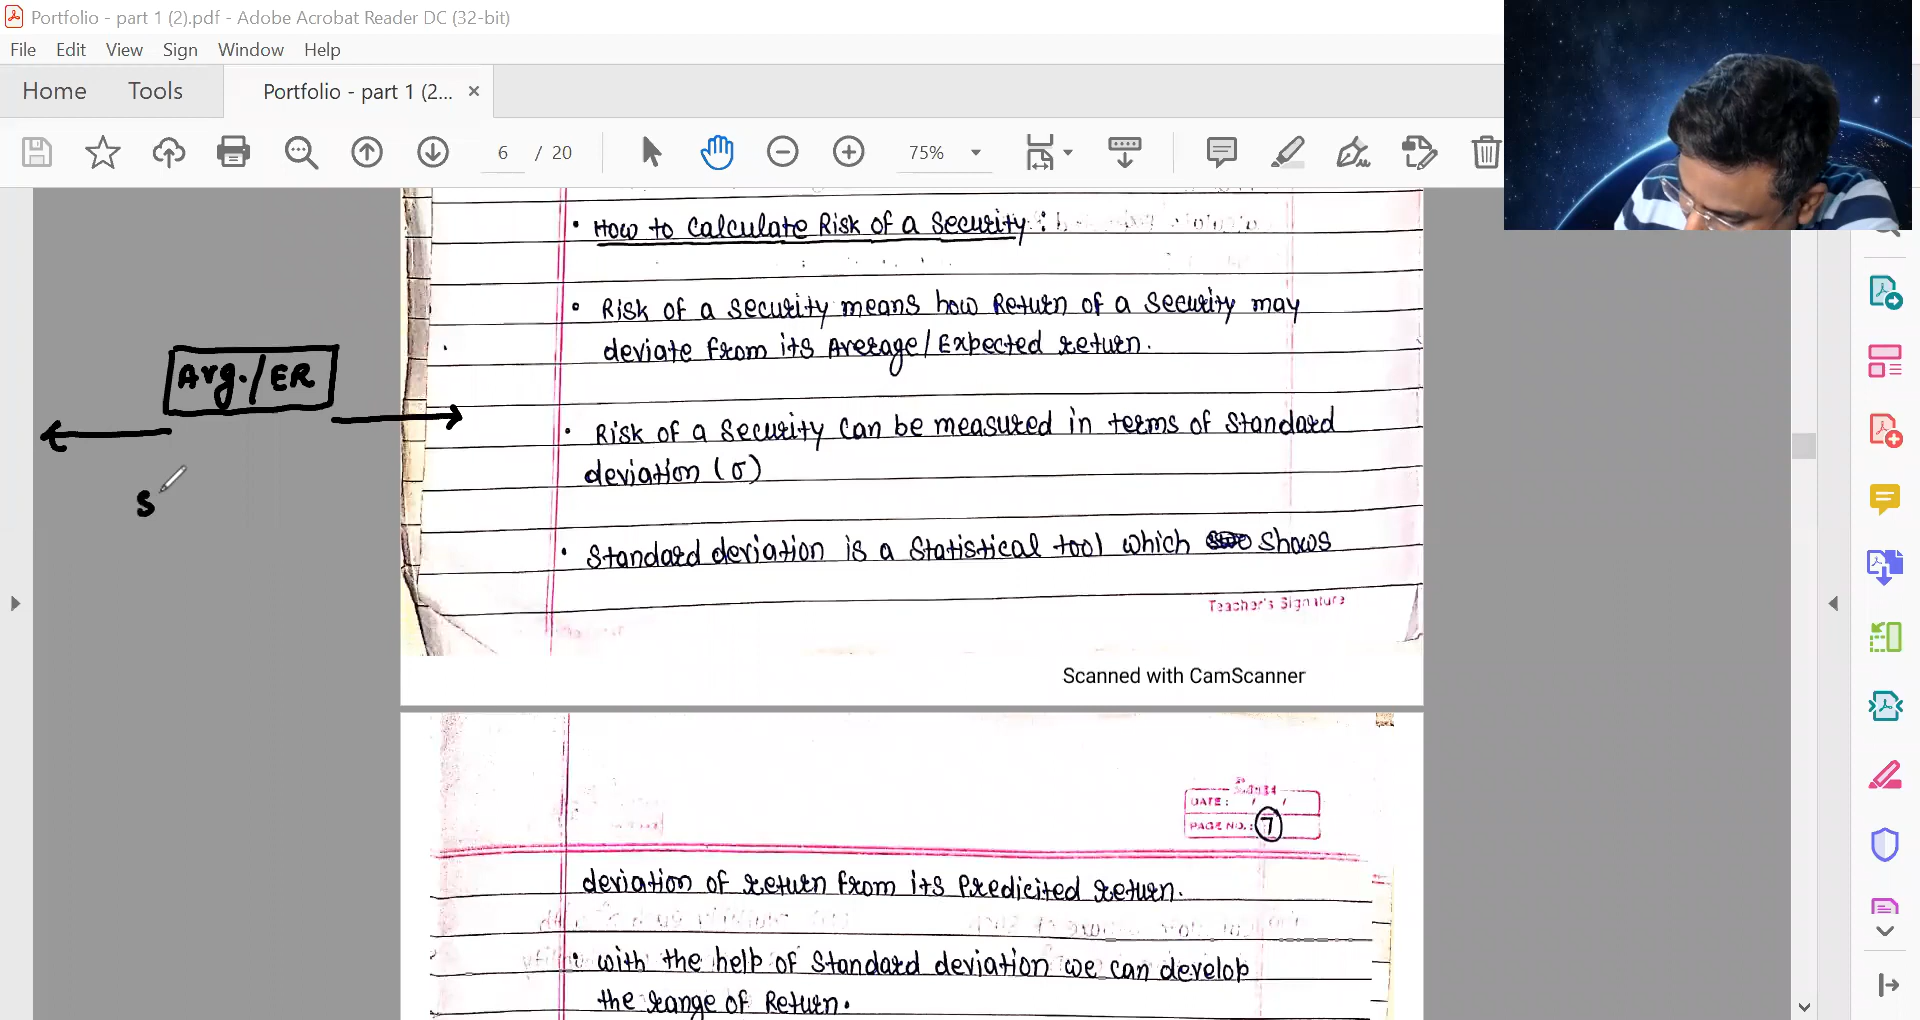 Portfolio - part 1 (2).pdf - Adobe Acrobat Reader DC (32-bit)
File Edit View Sign Window Help
Home Tools Portfolio - part 1 (2... ×
6 / 20 75%
• How to calculate Risk of a Security :
• Risk of a security means how Return of a security may
deviate from its Average/Expected return.
Avg./ER
• Risk of a security can be measured in terms of standard
deviation (σ)
S
• Standard deviation is a statistical tool which shows
Teacher's Signature
Scanned with CamScanner
DATE : / /
PAGE NO.: 7
deviation of return from its Predicited return.
• with the help of standard deviation we can develop
the range of Return.